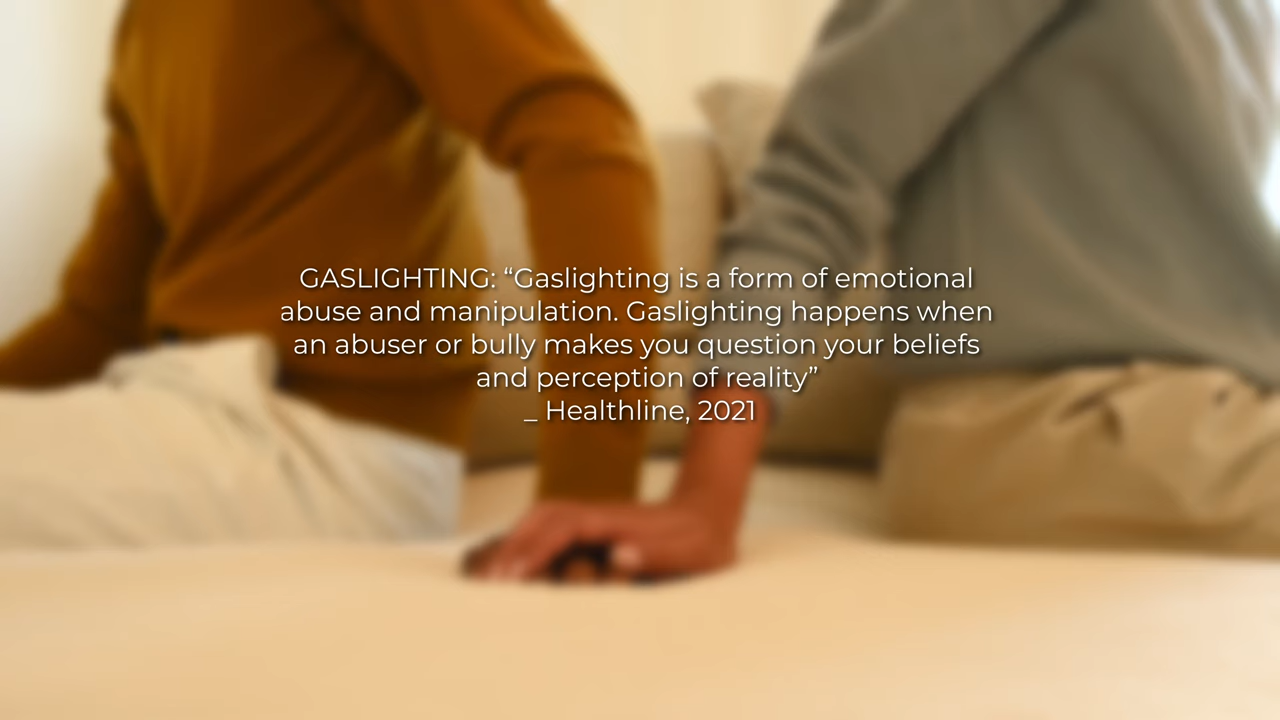 GASLIGHTING: “Gaslighting is a form of emotional
abuse and manipulation. Gaslighting happens when
an abuser or bully makes you question your beliefs
and perception of reality”
_ Healthline, 2021